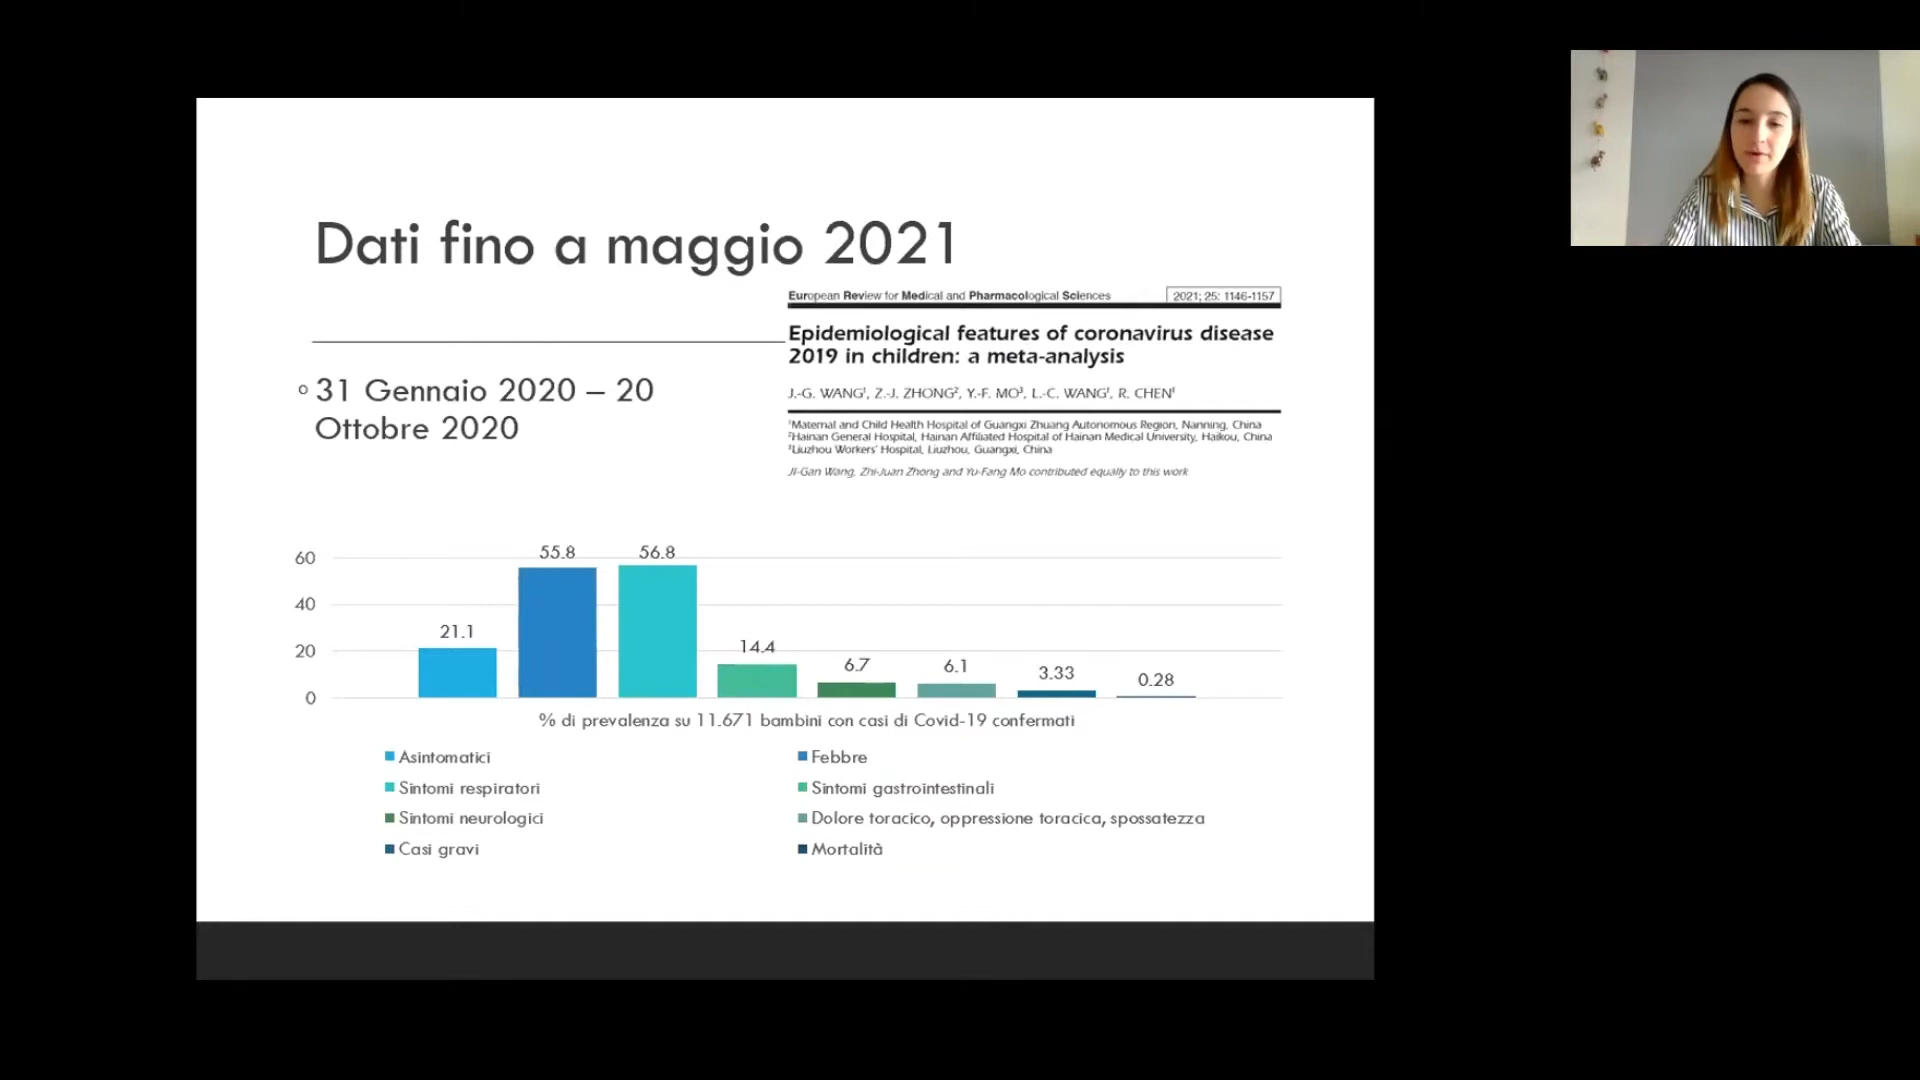 Dati fino a maggio 2021
European Review for Medical and Pharmacological Sciences
2021; 25: 1146-1157
Epidemiological features of coronavirus disease
2019 in children: a meta-analysis
J.-G. WANG¹, Z.-J. ZHONG², Y.-F. MO³, L.-C. WANG¹, R. CHEN¹
¹Maternal and Child Health Hospital of Guangxi Zhuang Autonomous Region, Nanning, China
²Hainan General Hospital, Hainan Affiliated Hospital of Hainan Medical University, Haikou, China
³Liuzhou Workers' Hospital, Liuzhou, Guangxi, China
Ji-Gan Wang, Zhi-Juan Zhong and Yu-Fang Mo contributed equally to this work
31 Gennaio 2020 – 20
Ottobre 2020
60
40
20
0
21.1
55.8
56.8
14.4
6.7
6.1
3.33
0.28
% di prevalenza su 11.671 bambini con casi di Covid-19 confermati
Asintomatici
Febbre
Sintomi respiratori
Sintomi gastrointestinali
Sintomi neurologici
Dolore toracico, oppressione toracica, spossatezza
Casi gravi
Mortalità